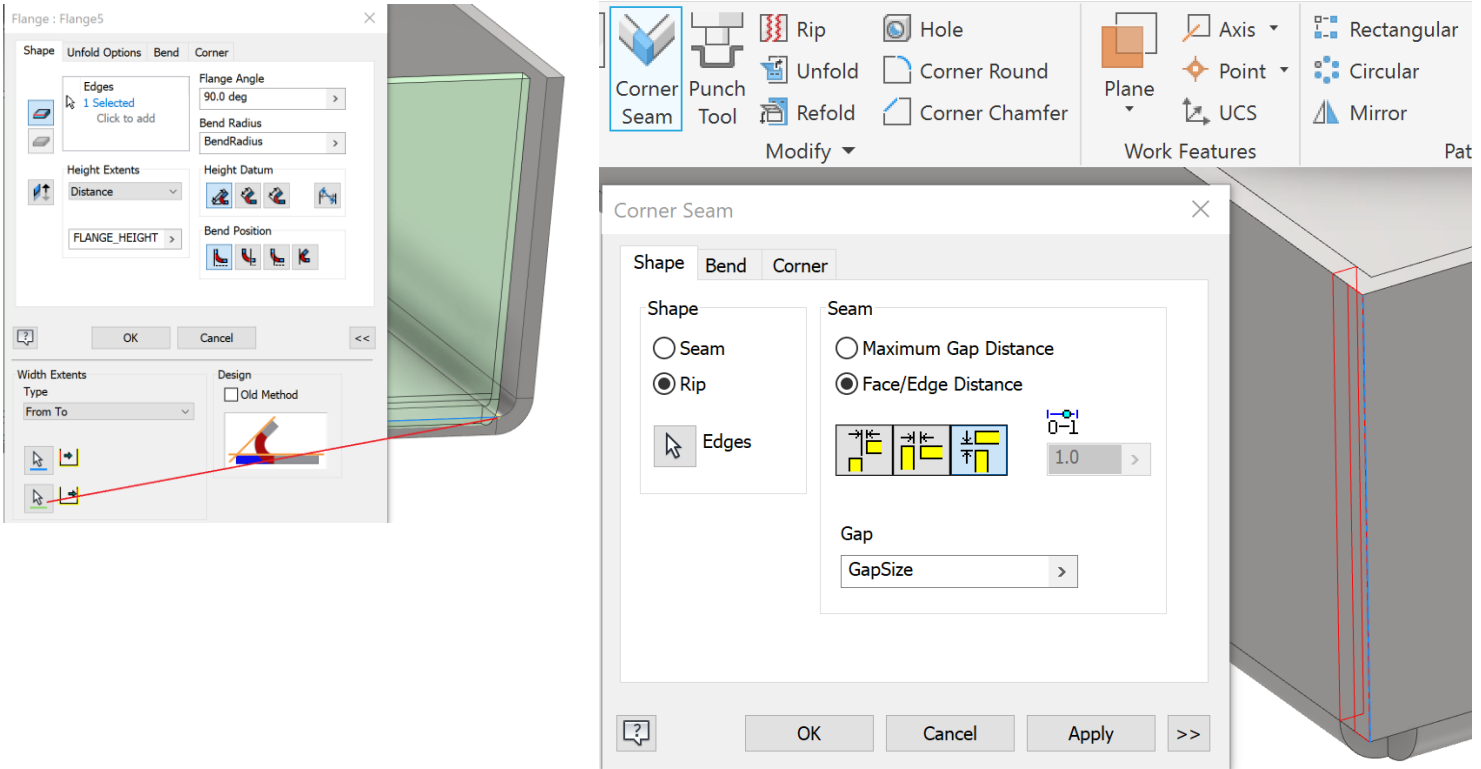 Flange : Flange5
Shape
Unfold Options
Bend
Corner
Edges
1 Selected
Click to add
Flange Angle
90.0 deg
Bend Radius
BendRadius
Height Extents
Distance
FLANGE_HEIGHT
Height Datum
Bend Position
OK
Cancel
<<
Width Extents
Type
From To
Design
Old Method
Corner Seam
Punch Tool
Rip
Unfold
Refold
Hole
Corner Round
Corner Chamfer
Modify
Plane
Axis
Point
UCS
Work Features
Rectangular
Circular
Mirror
Pat
Corner Seam
Shape
Bend
Corner
Shape
Seam
Rip
Edges
Seam
Maximum Gap Distance
Face/Edge Distance
0-1
1.0
Gap
GapSize
OK
Cancel
Apply
>>